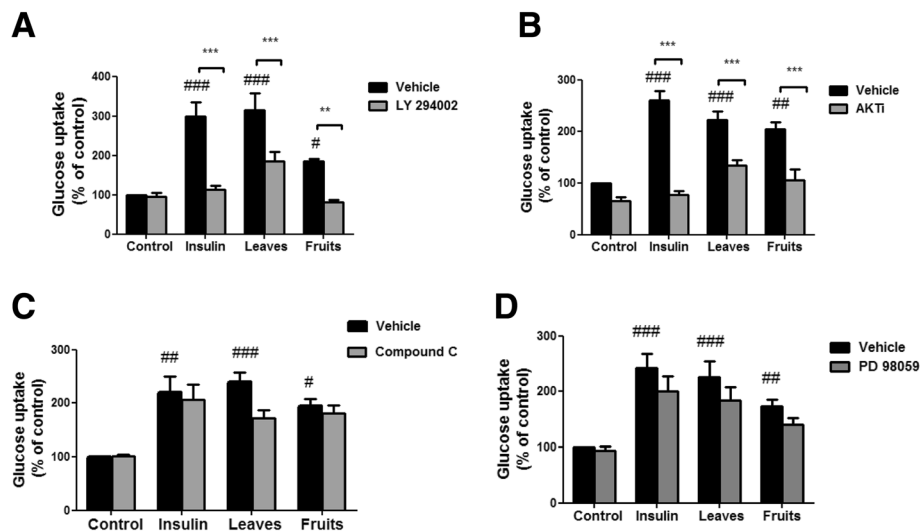 A
Glucose uptake
(% of control)
400
300
200
100
0
***
***
###
###
**
#
Vehicle
LY 294002
Control Insulin Leaves Fruits
B
Glucose uptake
(% of control)
300
200
100
0
***
***
***
###
###
##
Vehicle
AKTi
Control Insulin Leaves Fruits
C
Glucose uptake
(% of control)
300
200
100
0
##
###
#
Vehicle
Compound C
Control Insulin Leaves Fruits
D
Glucose uptake
(% of control)
300
200
100
0
###
###
##
Vehicle
PD 98059
Control Insulin Leaves Fruits